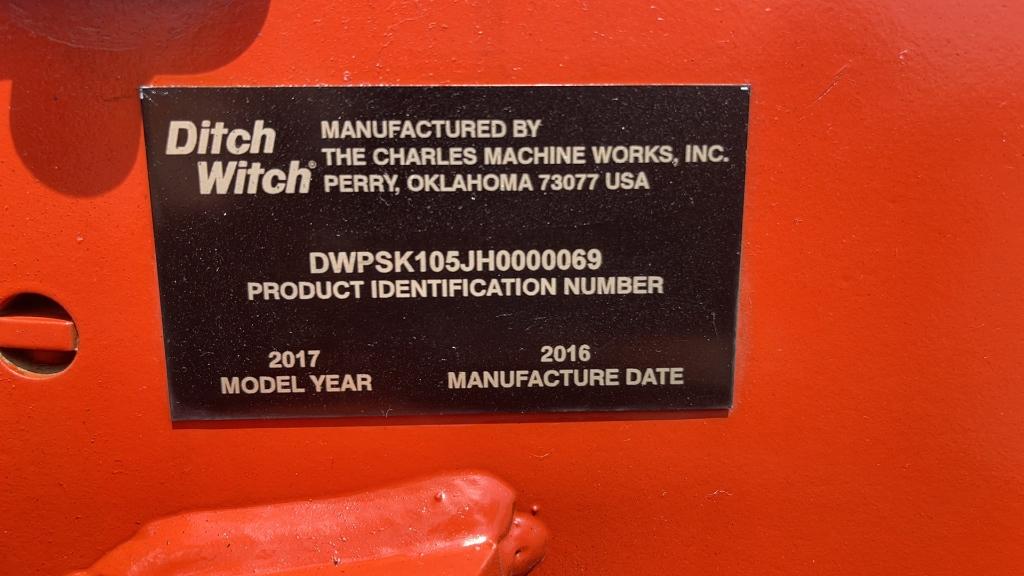 Ditch
Witch®
MANUFACTURED BY
THE CHARLES MACHINE WORKS, INC.
PERRY, OKLAHOMA 73077 USA
DWPSK105JH0000069
PRODUCT IDENTIFICATION NUMBER
2017
MODEL YEAR
2016
MANUFACTURE DATE